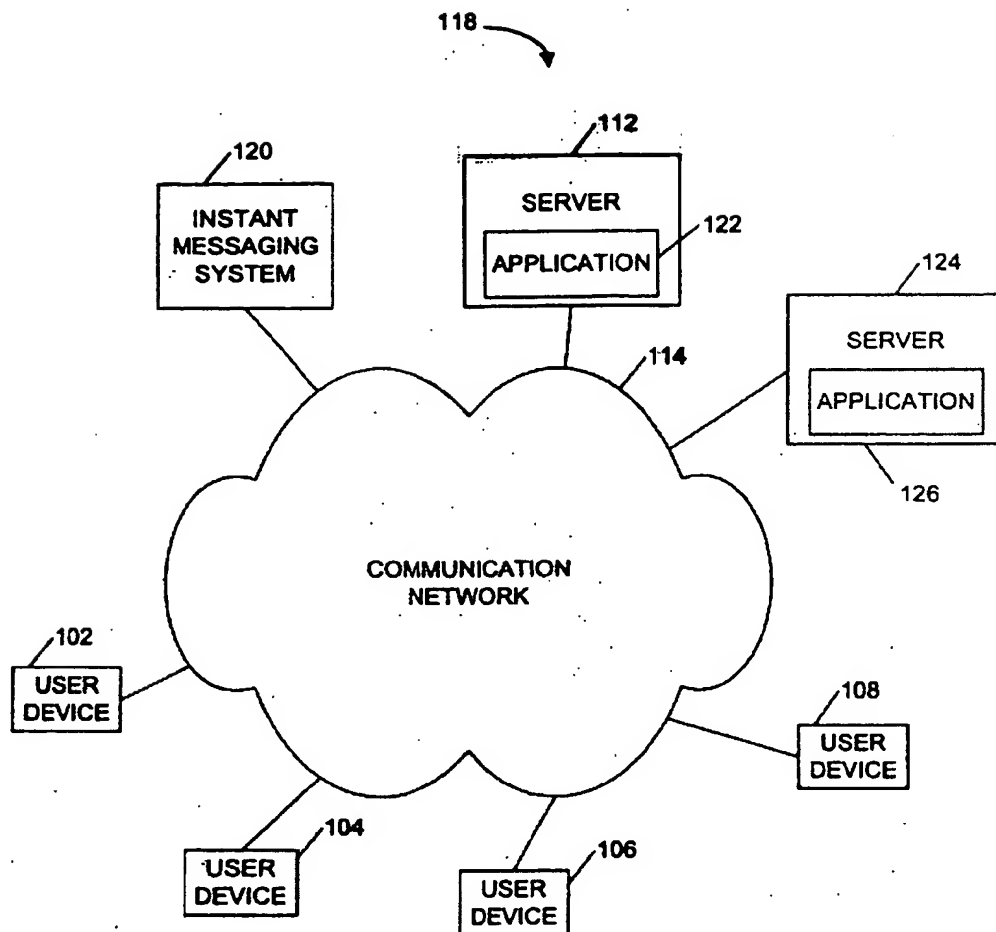 118
120
INSTANT
MESSAGING
SYSTEM
112
SERVER
APPLICATION
122
124
SERVER
APPLICATION
126
114
COMMUNICATION
NETWORK
102
USER
DEVICE
104
USER
DEVICE
106
USER
DEVICE
108
USER
DEVICE